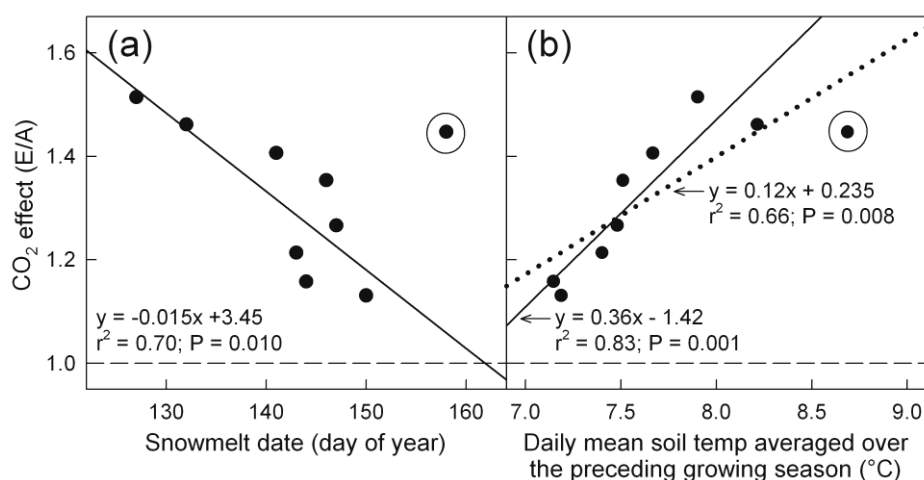 (a)
(b)
CO₂ effect (E/A)
1.6
1.4
1.2
1.0
y = -0.015x +3.45
r² = 0.70; P = 0.010
130
140
150
160
Snowmelt date (day of year)
y = 0.12x + 0.235
r² = 0.66; P = 0.008
y = 0.36x - 1.42
r² = 0.83; P = 0.001
7.0
7.5
8.0
8.5
9.0
Daily mean soil temp averaged over
the preceding growing season (°C)